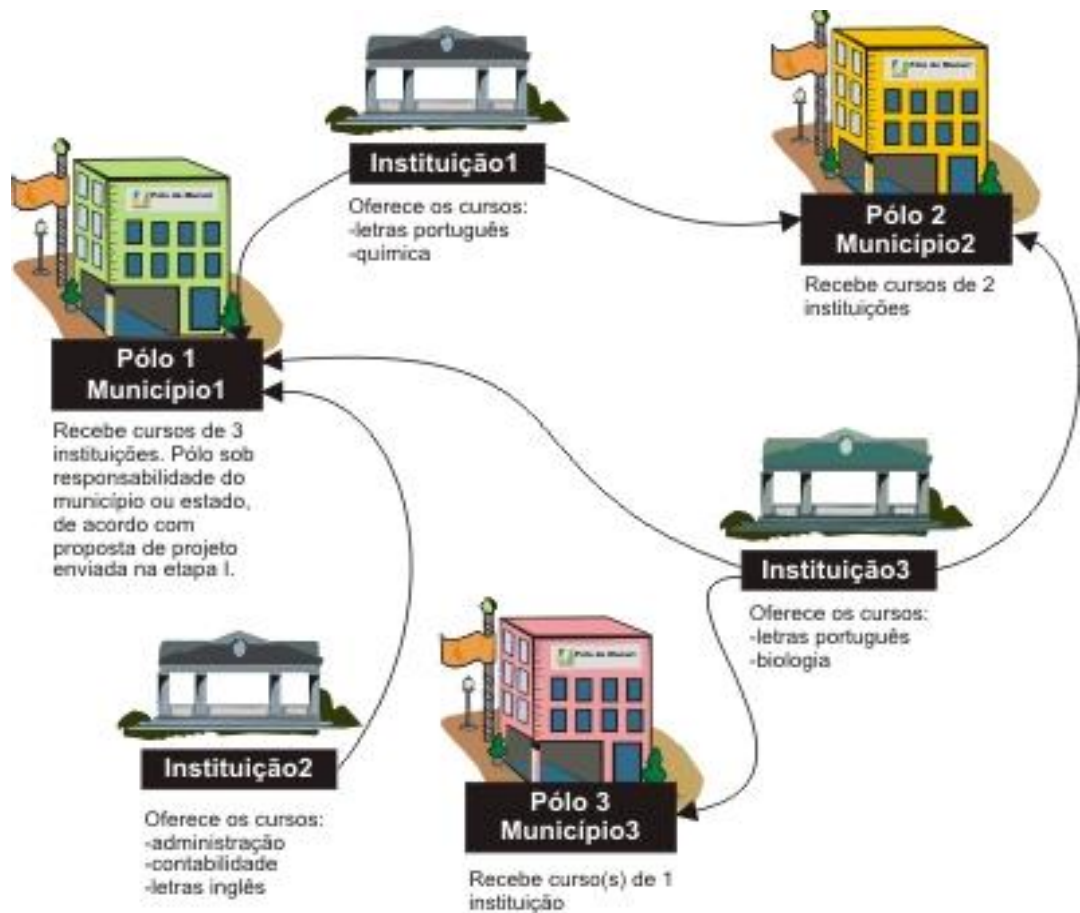 Instituição1
Oferece os cursos:
-letras português
-química
Pólo 2
Município2
Recebe cursos de 2
instituições
Pólo 1
Município1
Recebe cursos de 3
instituições. Pólo sob
responsabilidade do
município ou estado,
de acordo com
proposta de projeto
enviada na etapa I.
Instituição3
Oferece os cursos:
-letras português
-biologia
Instituição2
Oferece os cursos:
-administração
-contabilidade
-letras inglês
Pólo 3
Município3
Recebe curso(s) de 1
instituição